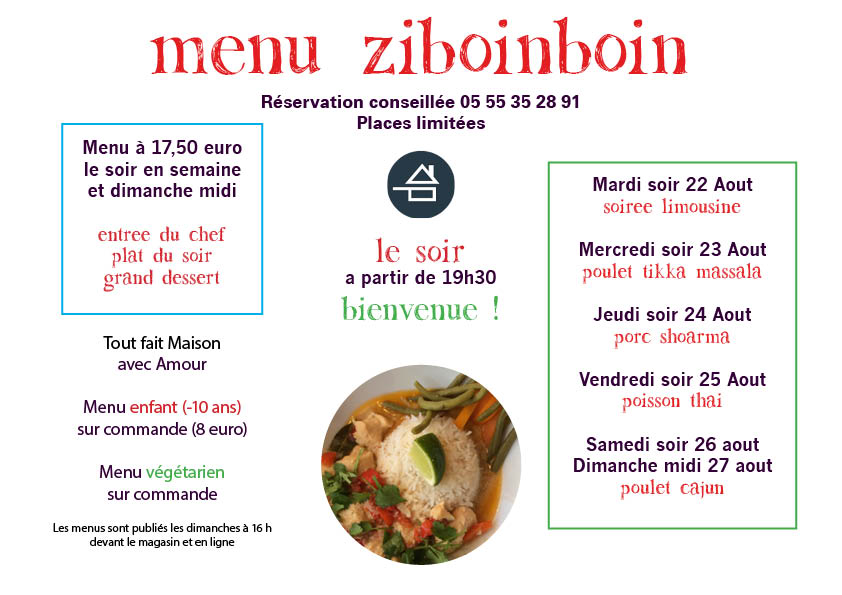 menu ziboinboin
Réservation conseillée 05 55 35 28 91
Places limitées
Menu à 17,50 euro
le soir en semaine
et dimanche midi
entree du chef
plat du soir
grand dessert
Tout fait Maison
avec Amour
Menu enfant (-10 ans)
sur commande (8 euro)
Menu végétarien
sur commande
Les menus sont publiés les dimanches à 16 h
devant le magasin et en ligne
le soir
a partir de 19h30
bienvenue !
Mardi soir 22 Aout
soiree limousine
Mercredi soir 23 Aout
poulet tikka massala
Jeudi soir 24 Aout
porc shoarma
Vendredi soir 25 Aout
poisson thai
Samedi soir 26 aout
Dimanche midi 27 aout
poulet cajun